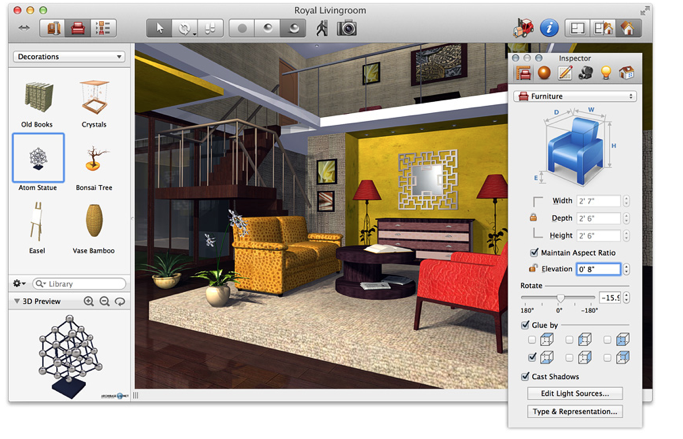 Royal Livingroom
Decorations
Old Books
Crystals
Atom Statue
Bonsai Tree
Easel
Vase Bamboo
Library
3D Preview
Inspector
Furniture
D
W
H
E
Width 2' 7"
Depth 2' 6"
Height 2' 6"
Maintain Aspect Ratio
Elevation 0' 8"
Rotate
-15.9
180° 0° -180°
Glue by
Cast Shadows
Edit Light Sources...
Type & Representation...